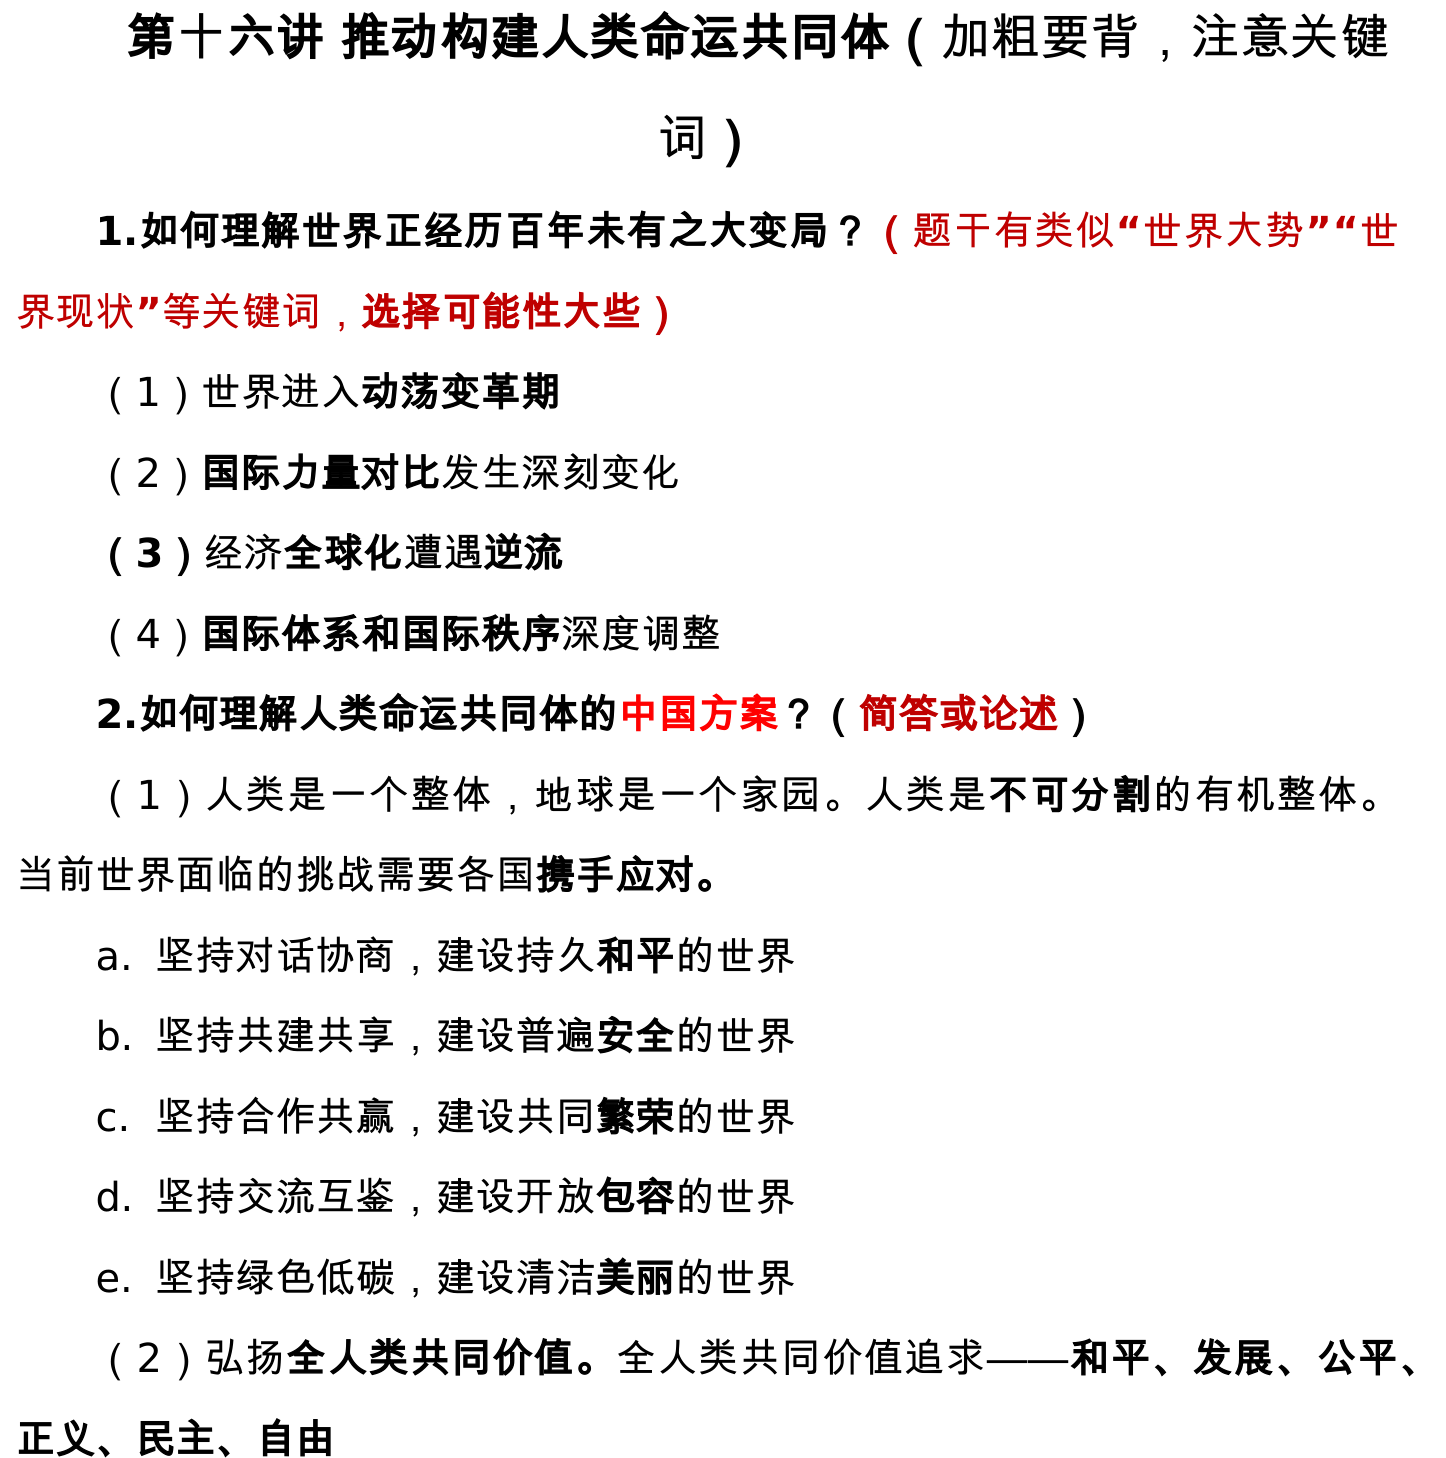 第十六讲 推动构建人类命运共同体（加粗要背，注意关键
词）
1.如何理解世界正经历百年未有之大变局？（题干有类似“世界大势”“世
界现状”等关键词，选择可能性大些）
（1）世界进入动荡变革期
（2）国际力量对比发生深刻变化
（3）经济全球化遭遇逆流
（4）国际体系和国际秩序深度调整
2.如何理解人类命运共同体的中国方案？（简答或论述）
（1）人类是一个整体，地球是一个家园。人类是不可分割的有机整体。
当前世界面临的挑战需要各国携手应对。
a. 坚持对话协商，建设持久和平的世界
b. 坚持共建共享，建设普遍安全的世界
c. 坚持合作共赢，建设共同繁荣的世界
d. 坚持交流互鉴，建设开放包容的世界
e. 坚持绿色低碳，建设清洁美丽的世界
（2）弘扬全人类共同价值。全人类共同价值追求——和平、发展、公平、
正义、民主、自由